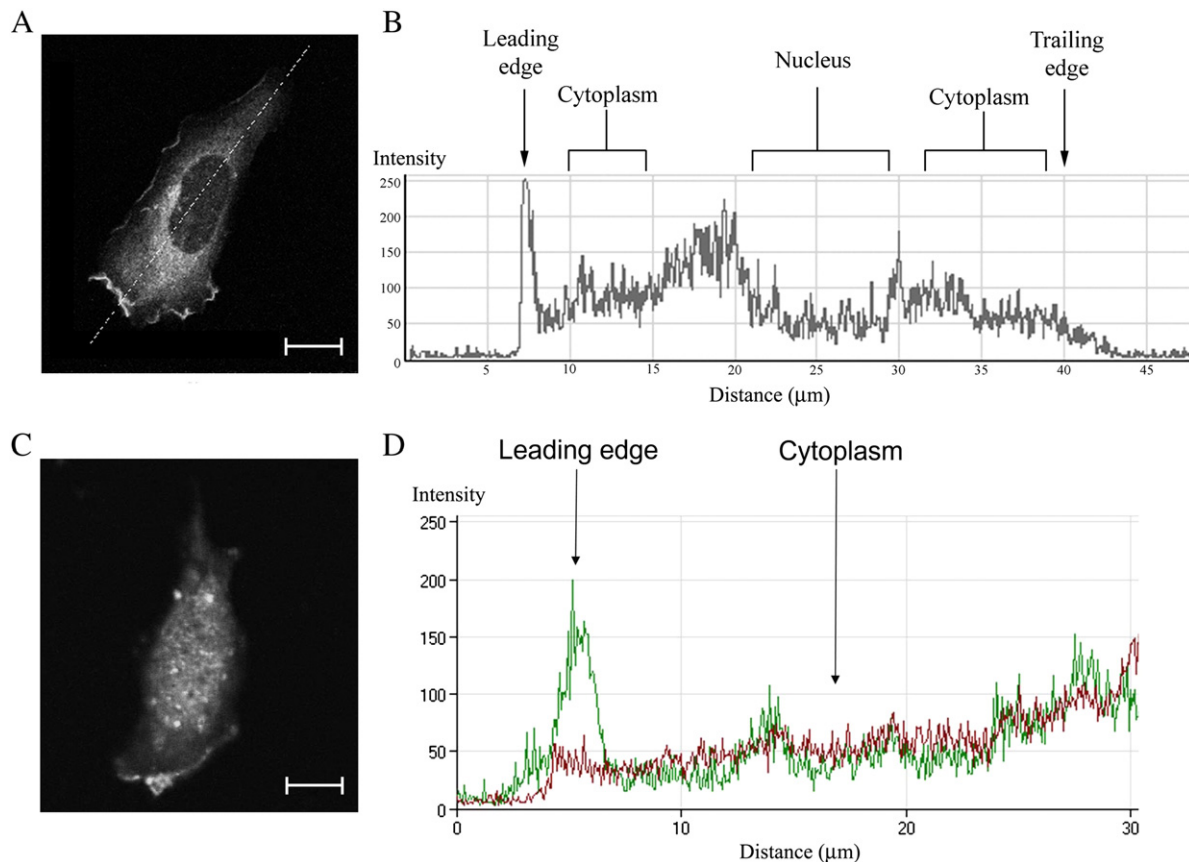 A
B
Leading
edge
Cytoplasm
Nucleus
Cytoplasm
Trailing
edge
Intensity
250
200
150
100
50
0
5 10 15 20 25 30 35 40 45
Distance (μm)
C
D
Leading edge
Cytoplasm
Intensity
250
200
150
100
50
0
0 10 20 30
Distance (μm)